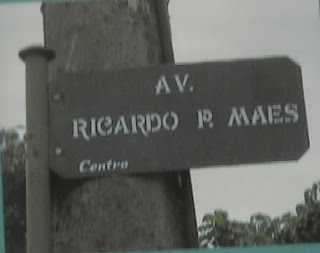 AV.
RICARDO P. MAES
Centro